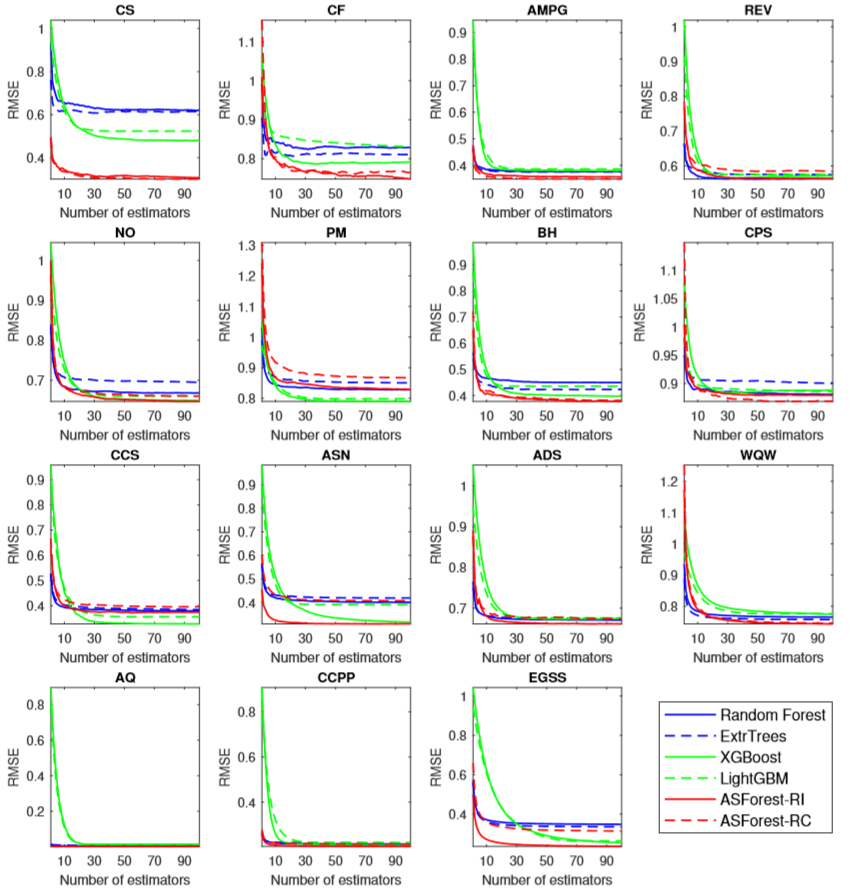 CS
1
0.8
0.6
0.4
RMSE
10 30 50 70 90
Number of estimators
CF
1.1
1
0.9
0.8
RMSE
10 30 50 70 90
Number of estimators
AMPG
0.9
0.8
0.7
0.6
0.5
0.4
RMSE
10 30 50 70 90
Number of estimators
REV
1
0.9
0.8
0.7
0.6
RMSE
10 30 50 70 90
Number of estimators
NO
1
0.9
0.8
0.7
RMSE
10 30 50 70 90
Number of estimators
PM
1.3
1.2
1.1
1
0.9
0.8
RMSE
10 30 50 70 90
Number of estimators
BH
0.9
0.8
0.7
0.6
0.5
0.4
RMSE
10 30 50 70 90
Number of estimators
CPS
1.1
1.05
1
0.95
0.9
RMSE
10 30 50 70 90
Number of estimators
CCS
0.9
0.8
0.7
0.6
0.5
0.4
RMSE
10 30 50 70 90
Number of estimators
ASN
0.9
0.8
0.7
0.6
0.5
0.4
RMSE
10 30 50 70 90
Number of estimators
ADS
1
0.9
0.8
0.7
RMSE
10 30 50 70 90
Number of estimators
WQW
1.2
1.1
1
0.9
0.8
RMSE
10 30 50 70 90
Number of estimators
AQ
0.8
0.6
0.4
0.2
RMSE
10 30 50 70 90
Number of estimators
CCPP
0.8
0.6
0.4
RMSE
10 30 50 70 90
Number of estimators
EGSS
1
0.8
0.6
0.4
RMSE
10 30 50 70 90
Number of estimators
Random Forest
ExtrTrees
XGBoost
LightGBM
ASForest-RI
ASForest-RC